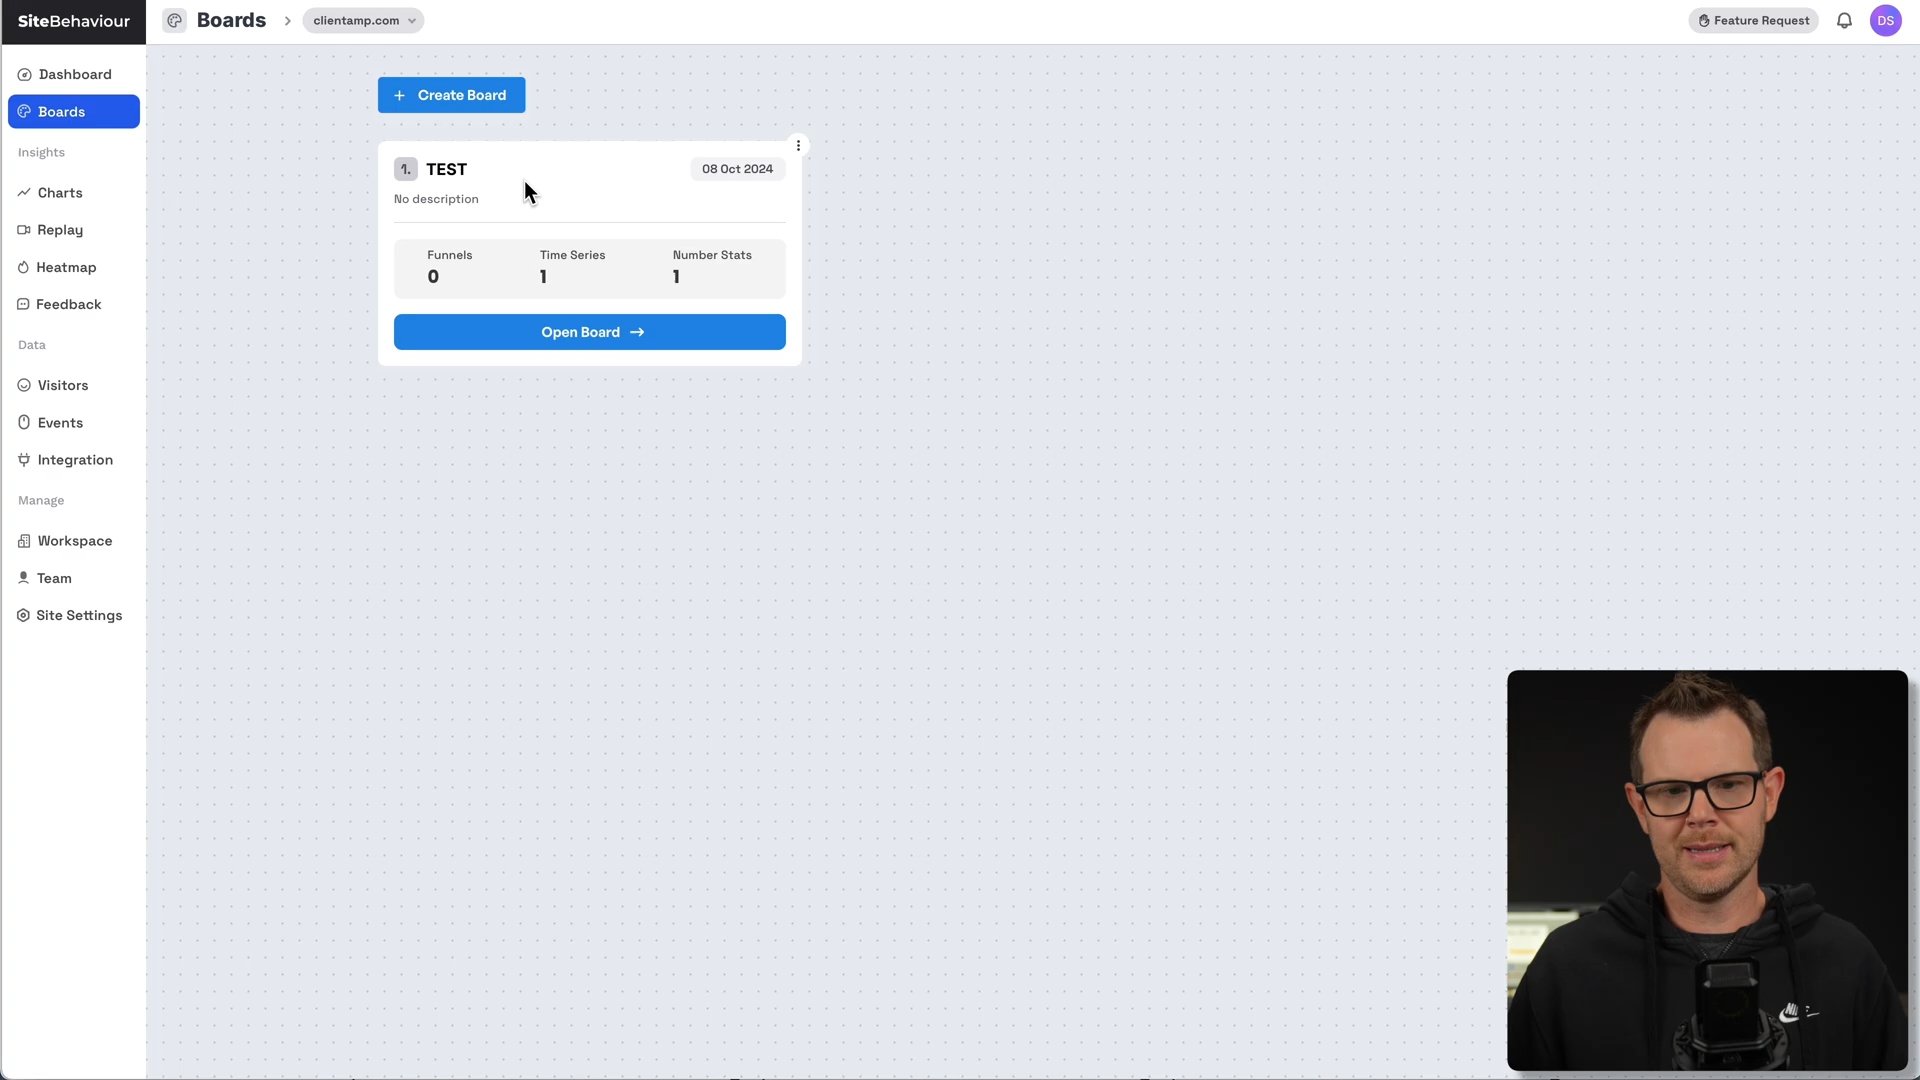 SiteBehaviour
Boards
clientamp.com
Feature Request
DS
Dashboard
Boards
Insights
Charts
Replay
Heatmap
Feedback
Data
Visitors
Events
Integration
Manage
Workspace
Team
Site Settings
+ Create Board
1. TEST
08 Oct 2024
No description
Funnels Time Series Number Stats
0 1 1
Open Board →